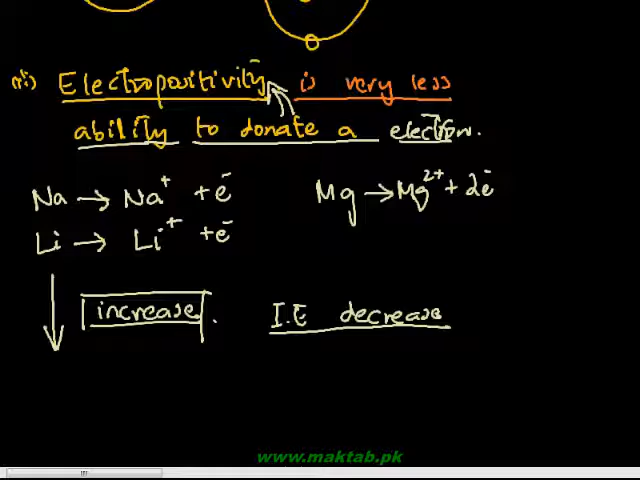 Electropositivity is very less
ability to donate a electron.
Na → Na⁺ + e⁻ Mg → Mg²⁺ + 2e⁻
Li → Li⁺ + e⁻
increase. I.E decrease
www.maktab.pk